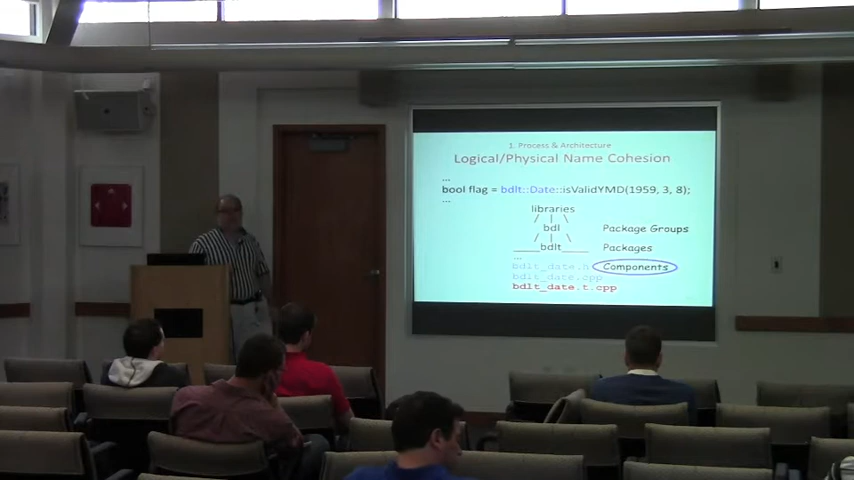 1. Process & Architecture
Logical/Physical Name Cohesion
...
bool flag = bdlt::Date::isValidYMD(1959, 3, 8);
...
libraries
/ | \
bdl Package Groups
/ | \
____bdlt____ Packages
...
bdlt_date.h Components
bdlt_date.cpp
bdlt_date.t.cpp